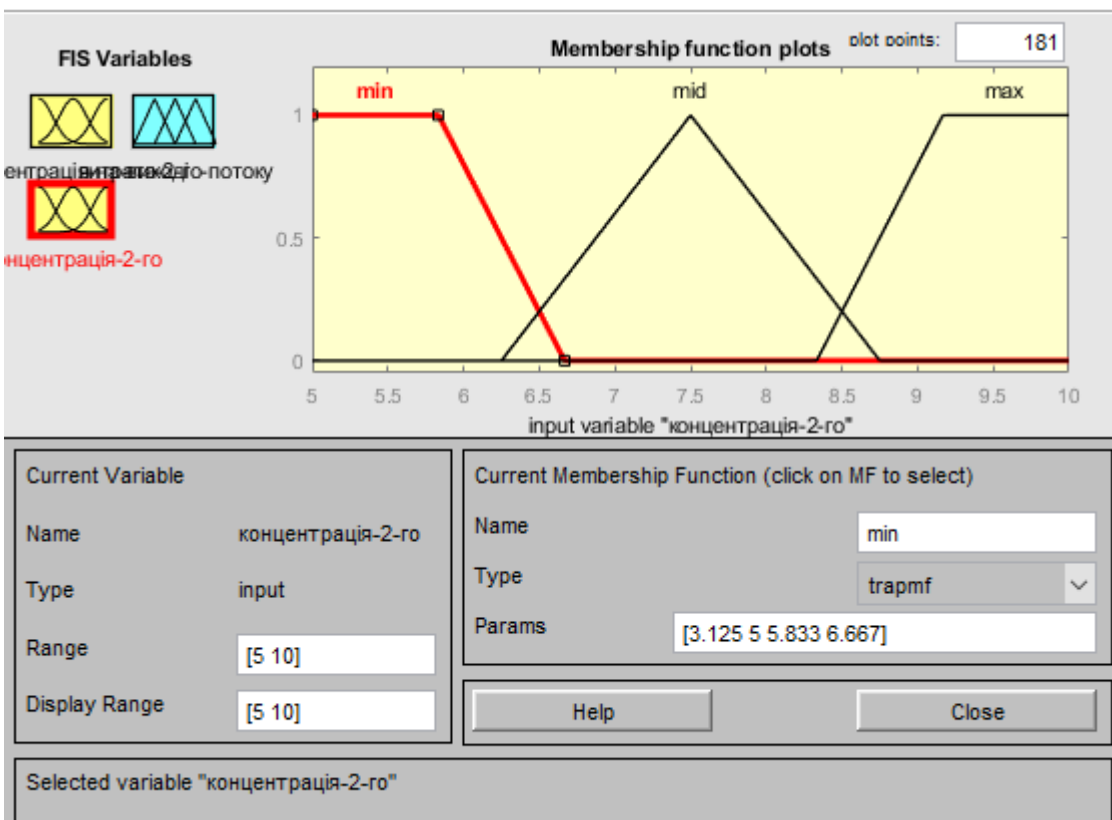 FIS Variables
Membership function plots
plot points:
181
min
mid
max
1
0.5
0
нцентрація-2-го
5 5.5 6 6.5 7 7.5 8 8.5 9 9.5 10
input variable "концентрація-2-го"
Current Variable
Name концентрація-2-го
Type input
Range [5 10]
Display Range [5 10]
Current Membership Function (click on MF to select)
Name min
Type trapmf
Params [3.125 5 5.833 6.667]
Help
Close
Selected variable "концентрація-2-го"